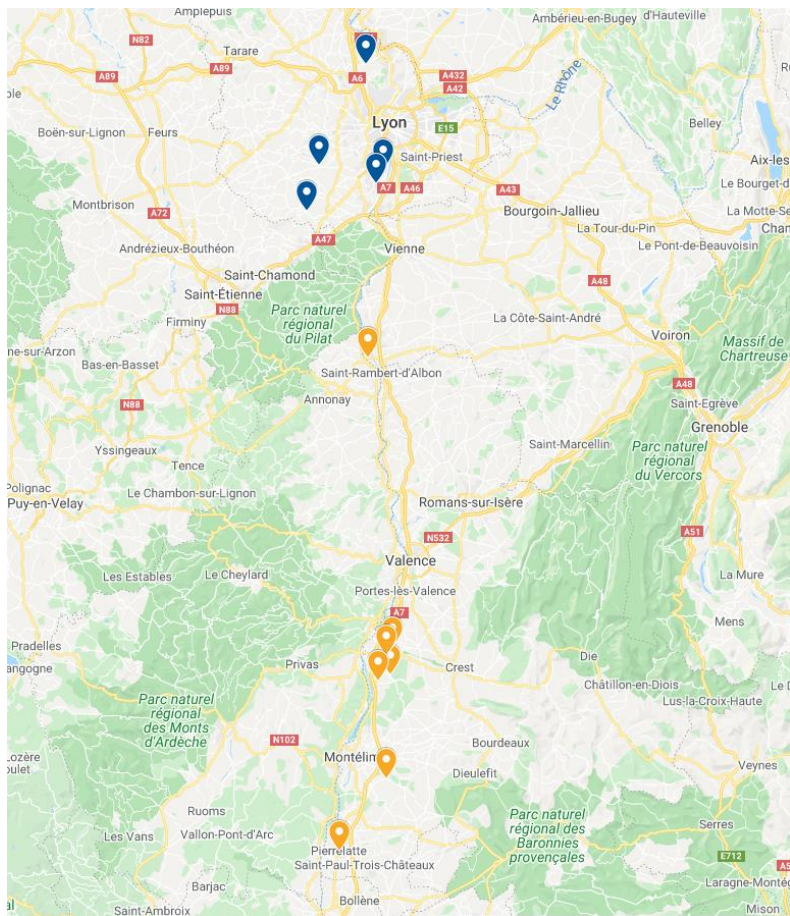 Amplepuis
Ambérieu-en-Bugey
d'Hauteville
N82
Tarare
A89
A89
A6
A432
A42
Le Rhône
Lyon
E15
Boën-sur-Lignon
Feurs
Belley
Saint-Priest
Aix-les
A7
A46
A43
Le Bourget-d
Montbrison
A72
Bourgoin-Jallieu
La Motte-Se
La Tour-du-Pin
Cham
A47
Andrézieux-Bouthéon
Vienne
Le Pont-de-Beauvoisin
Saint-Chamond
A48
Saint-Étienne
N88
Parc naturel
régional
du Pilat
Firminy
La Côte-Saint-André
Voiron
Massif de
Chartreuse
ne-sur-Arzon
Bas-en-Basset
Saint-Rambert-d'Albon
A48
Annonay
N88
Saint-Egrève
Grenoble
Saint-Marcellin
Yssingeaux
Parc naturel
régional
du Vercors
Tence
Polignac
Puy-en-Velay
Le Chambon-sur-Lignon
Romans-sur-Isère
A51
N532
Valence
Les Estables
Le Cheylard
La Mure
Portes-lès-Valence
A7
Mens
Pradelles
angogne
Privas
Crest
Die
Châtillon-en-Diois
Lus-la-Croix-Haute
Le D
Parc naturel
régional
des Monts
d'Ardèche
N102
Bourdeaux
Lozère
oulet
Montélim
Dieulefit
Veynes
Ruoms
Vallon-Pont-d'Arc
Les Vans
Parc naturel
régional des
Baronnies
provençales
Serres
Pierrelatte
Saint-Paul-Trois-Châteaux
E712
Barjac
Laragne-Montég
Bollène
Saint-Ambroix
Mison